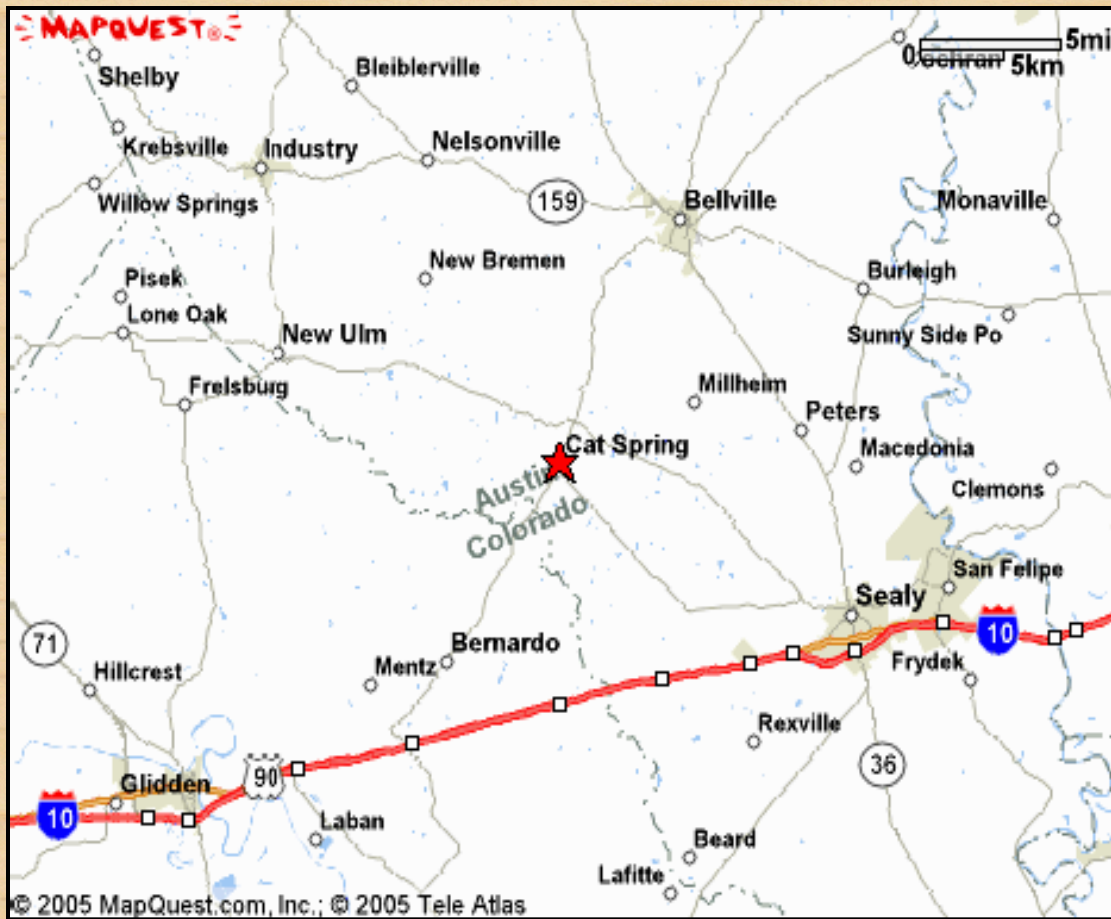 MAPQUEST®
0 5mi
5km
Cochran
Shelby
Bleiblerville
Krebsville
Industry
Nelsonville
Willow Springs
159
Bellville
Monaville
New Bremen
Pisek
Burleigh
Lone Oak
New Ulm
Sunny Side Po
Frelsburg
Millheim
Peters
Cat Spring
Macedonia
Austin
Clemons
Colorado
San Felipe
Sealy
71
Bernardo
10
Mentz
Frydek
Hillcrest
Rexville
36
90
Glidden
10
Laban
Beard
Lafitte
© 2005 MapQuest.com, Inc.; © 2005 Tele Atlas